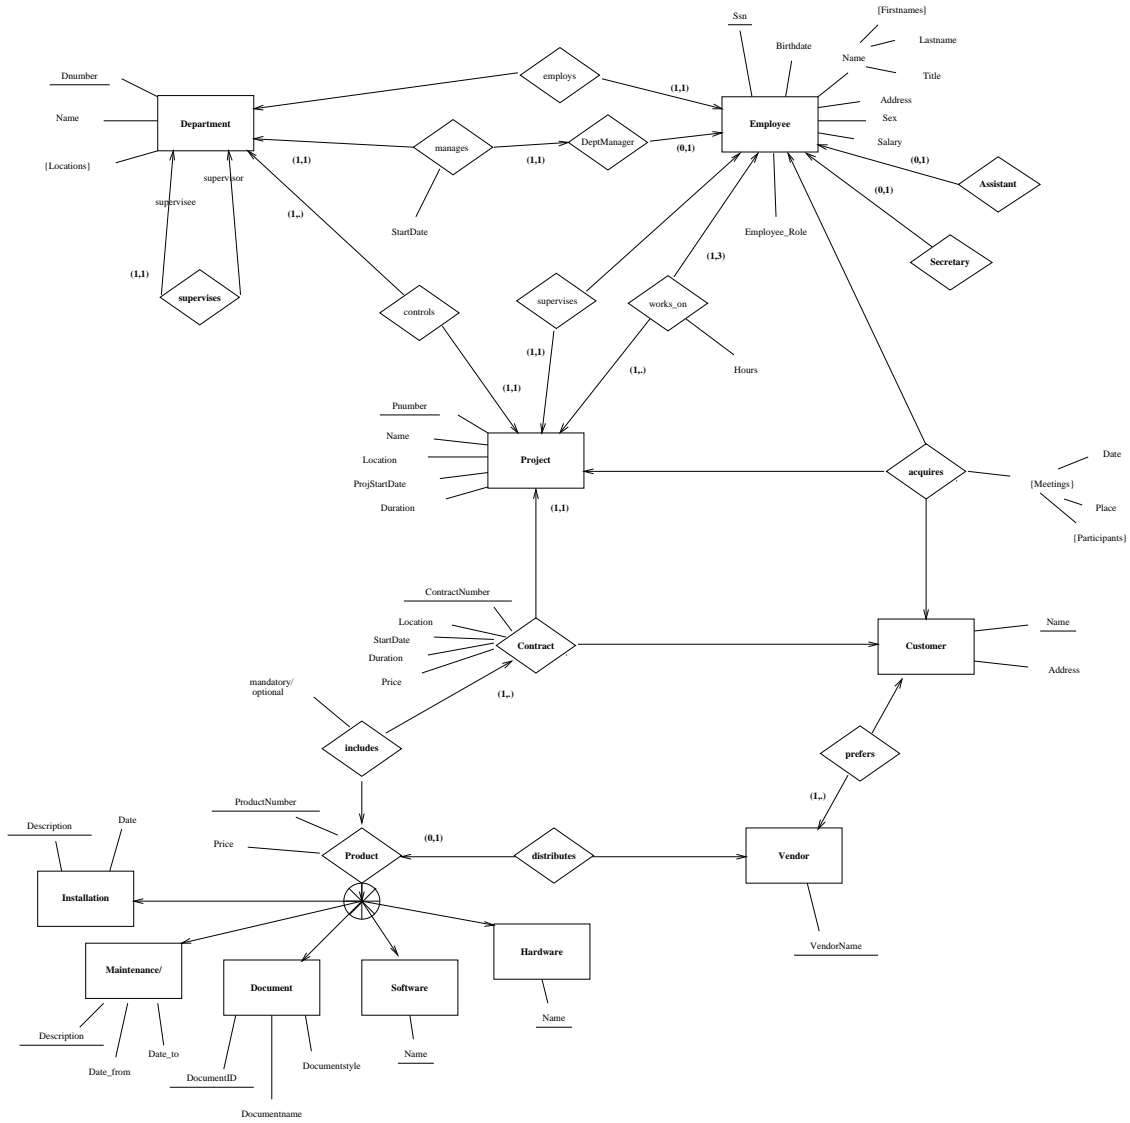 {Firstnames]
Ssn
Lastname
Birthdate
Name
Title
Dnumber
employs
(1,1)
Address
Name
Department
Employee
Sex
manages
DeptManager
Salary
{Locations}
(1,1)
(1,1)
(0,1)
(0,1)
supervisor
Assistant
supervisee
(0,1)
(1,.)
StartDate
Employee_Role
(1,3)
Secretary
(1,1)
supervises
supervises
works_on
controls
(1,1)
(1,.)
Hours
(1,1)
Pnumber
Name
Location
Project
acquires
Date
ProjStartDate
{Meetings}
Duration
(1,1)
Place
{Participants}
ContractNumber
Location
Name
StartDate
Contract
Customer
Duration
Address
mandatory/
optional
Price
(1,.)
includes
prefers
(1,.)
ProductNumber
Description
Date
Price
(0,1)
Product
distributes
Vendor
Installation
VendorName
Hardware
Maintenance/
Document
Software
Name
Description
Date_to
Name
Date_from
Documentstyle
DocumentID
Documentname